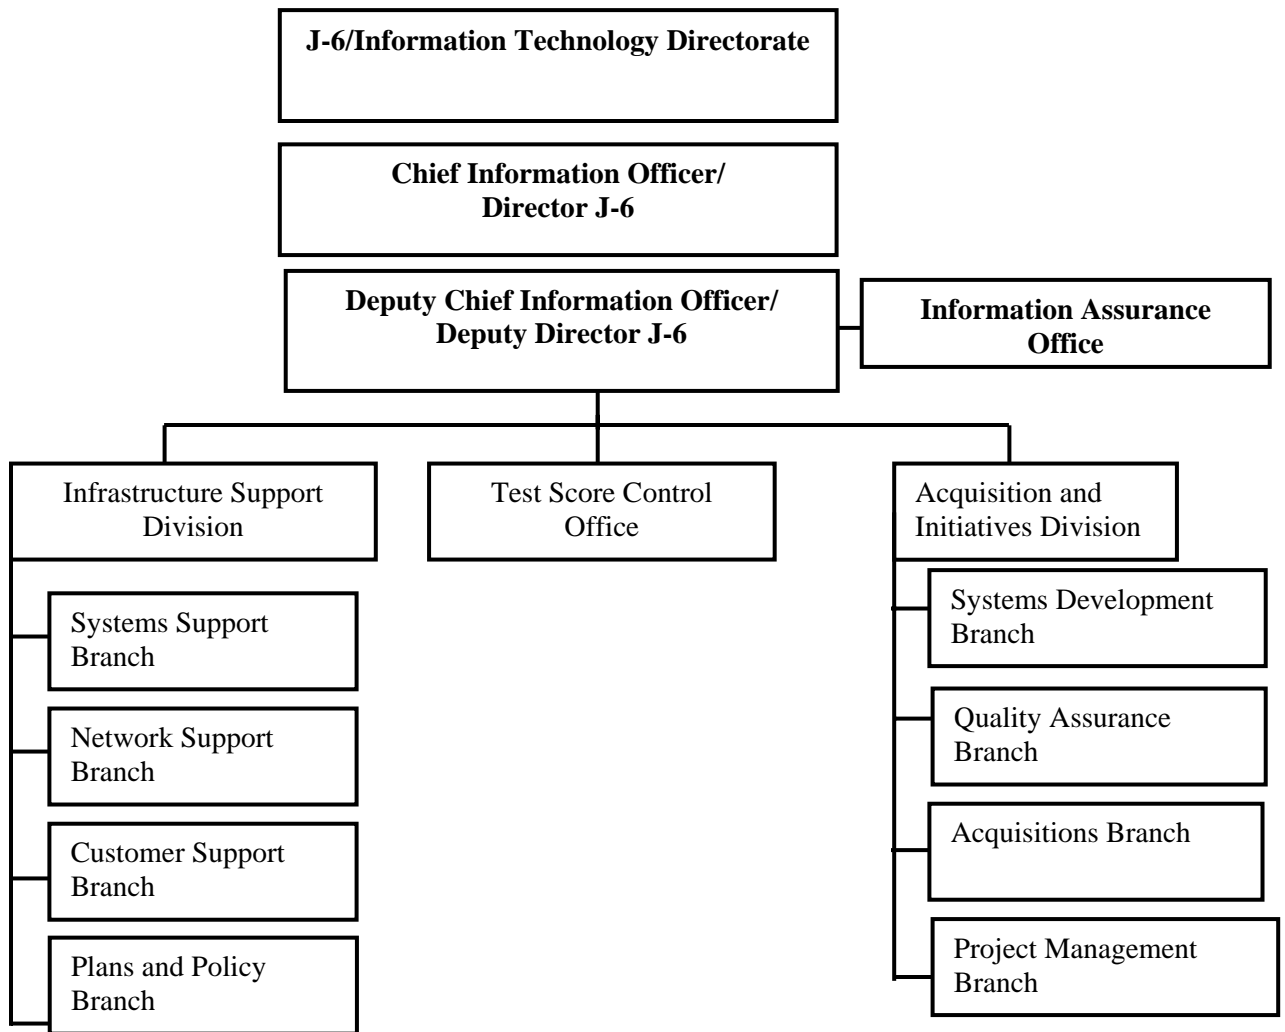 J-6/Information Technology Directorate
Chief Information Officer/
Director J-6
Deputy Chief Information Officer/
Deputy Director J-6
Information Assurance
Office
Infrastructure Support
Division
Test Score Control
Office
Acquisition and
Initiatives Division
Systems Support
Branch
Network Support
Branch
Customer Support
Branch
Plans and Policy
Branch
Systems Development
Branch
Quality Assurance
Branch
Acquisitions Branch
Project Management
Branch